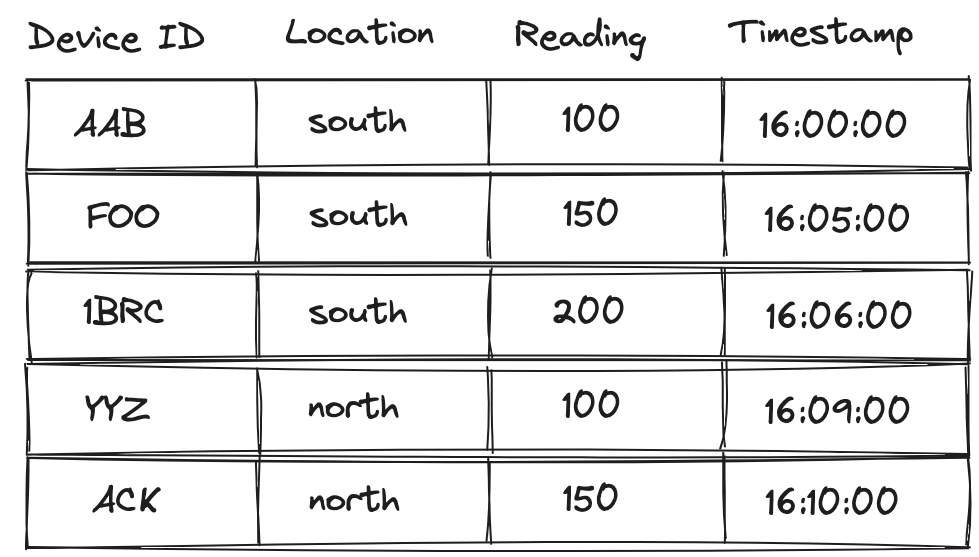 Device ID Location Reading Timestamp
AAB south 100 16:00:00
FOO south 150 16:05:00
1BRC south 200 16:06:00
YYZ north 100 16:09:00
ACK north 150 16:10:00